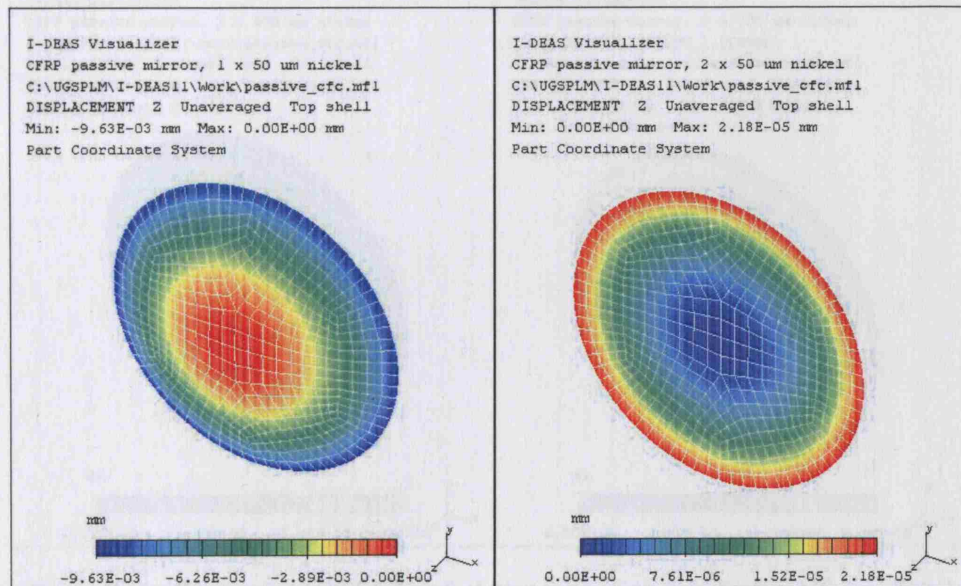 I-DEAS Visualizer
CFRP passive mirror, 1 x 50 um nickel
C:\UGSPLM\I-DEAS11\Work\passive_cfc.mf1
DISPLACEMENT Z Unaveraged Top shell
Min: -9.63E-03 mm Max: 0.00E+00 mm
Part Coordinate System
mm
-9.63E-03 -6.26E-03 -2.89E-03 0.00E+00
Y
Z X
I-DEAS Visualizer
CFRP passive mirror, 2 x 50 um nickel
C:\UGSPLM\I-DEAS11\Work\passive_cfc.mf1
DISPLACEMENT Z Unaveraged Top shell
Min: 0.00E+00 mm Max: 2.18E-05 mm
Part Coordinate System
mm
0.00E+00 7.61E-06 1.52E-05 2.18E-05
Y
Z X